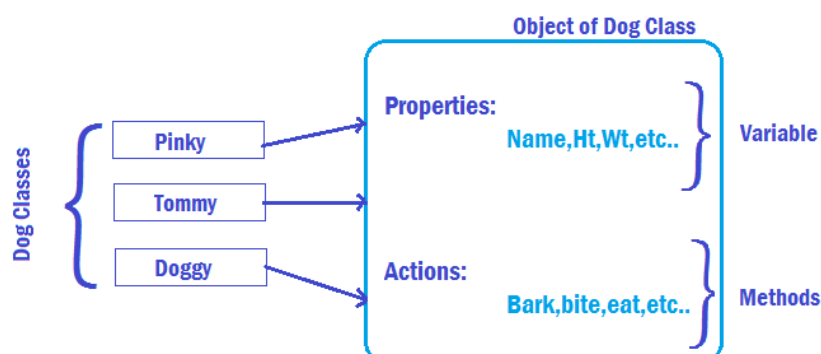 Object of Dog Class
Properties:
Name,Ht,Wt,etc..
Variable
Dog Classes
Pinky
Tommy
Doggy
Actions:
Bark,bite,eat,etc..
Methods